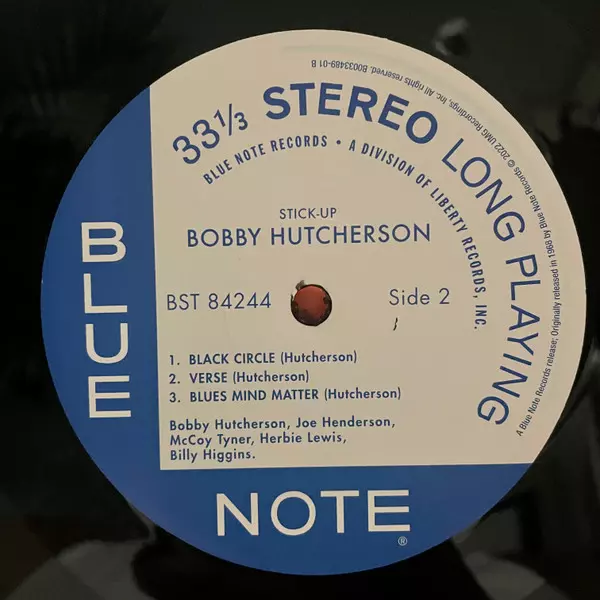 33⅓ STEREO LONG PLAYING
BLUE NOTE RECORDS • A DIVISION OF LIBERTY RECORDS, INC.
STICK-UP
BOBBY HUTCHERSON
BST 84244
Side 2
1. BLACK CIRCLE (Hutcherson)
2. VERSE (Hutcherson)
3. BLUES MIND MATTER (Hutcherson)
Bobby Hutcherson, Joe Henderson,
McCoy Tyner, Herbie Lewis,
Billy Higgins.
BLUE
NOTE®
A Blue Note Records release; Originally released in 1968 by Blue Note Records © 2022 UMG Recordings, Inc. All rights reserved. B0033489-01 B